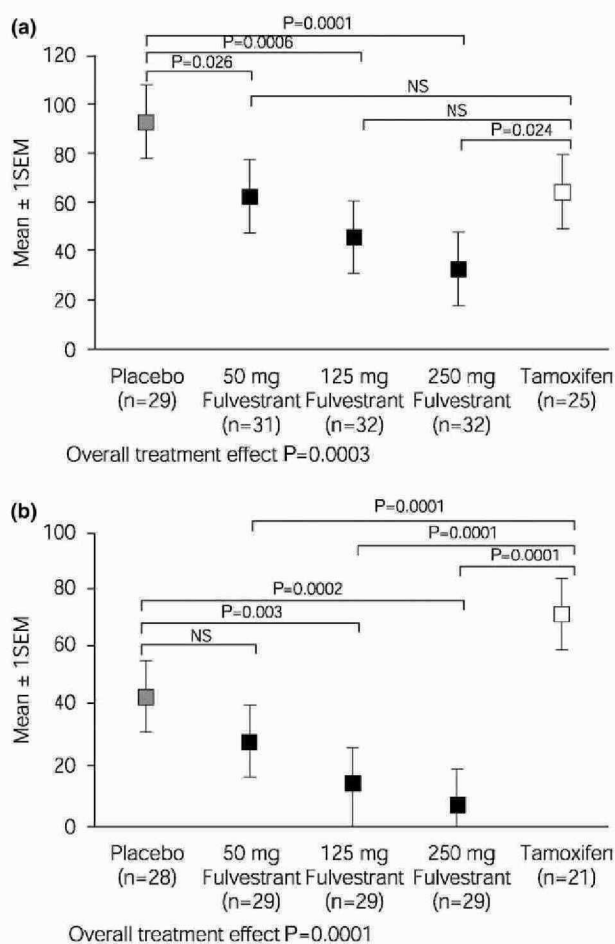 (a)
P=0.0001
P=0.0006
P=0.026
NS
NS
P=0.024
120
100
80
60
40
20
0
Mean ± 1SEM
Placebo
(n=29)
50 mg
Fulvestrant
(n=31)
125 mg
Fulvestrant
(n=32)
250 mg
Fulvestrant
(n=32)
Tamoxifen
(n=25)
Overall treatment effect P=0.0003
(b)
P=0.0001
P=0.0001
P=0.0001
P=0.0002
P=0.003
NS
100
80
60
40
20
0
Mean ± 1SEM
Placebo
(n=28)
50 mg
Fulvestrant
(n=29)
125 mg
Fulvestrant
(n=29)
250 mg
Fulvestrant
(n=29)
Tamoxifen
(n=21)
Overall treatment effect P=0.0001